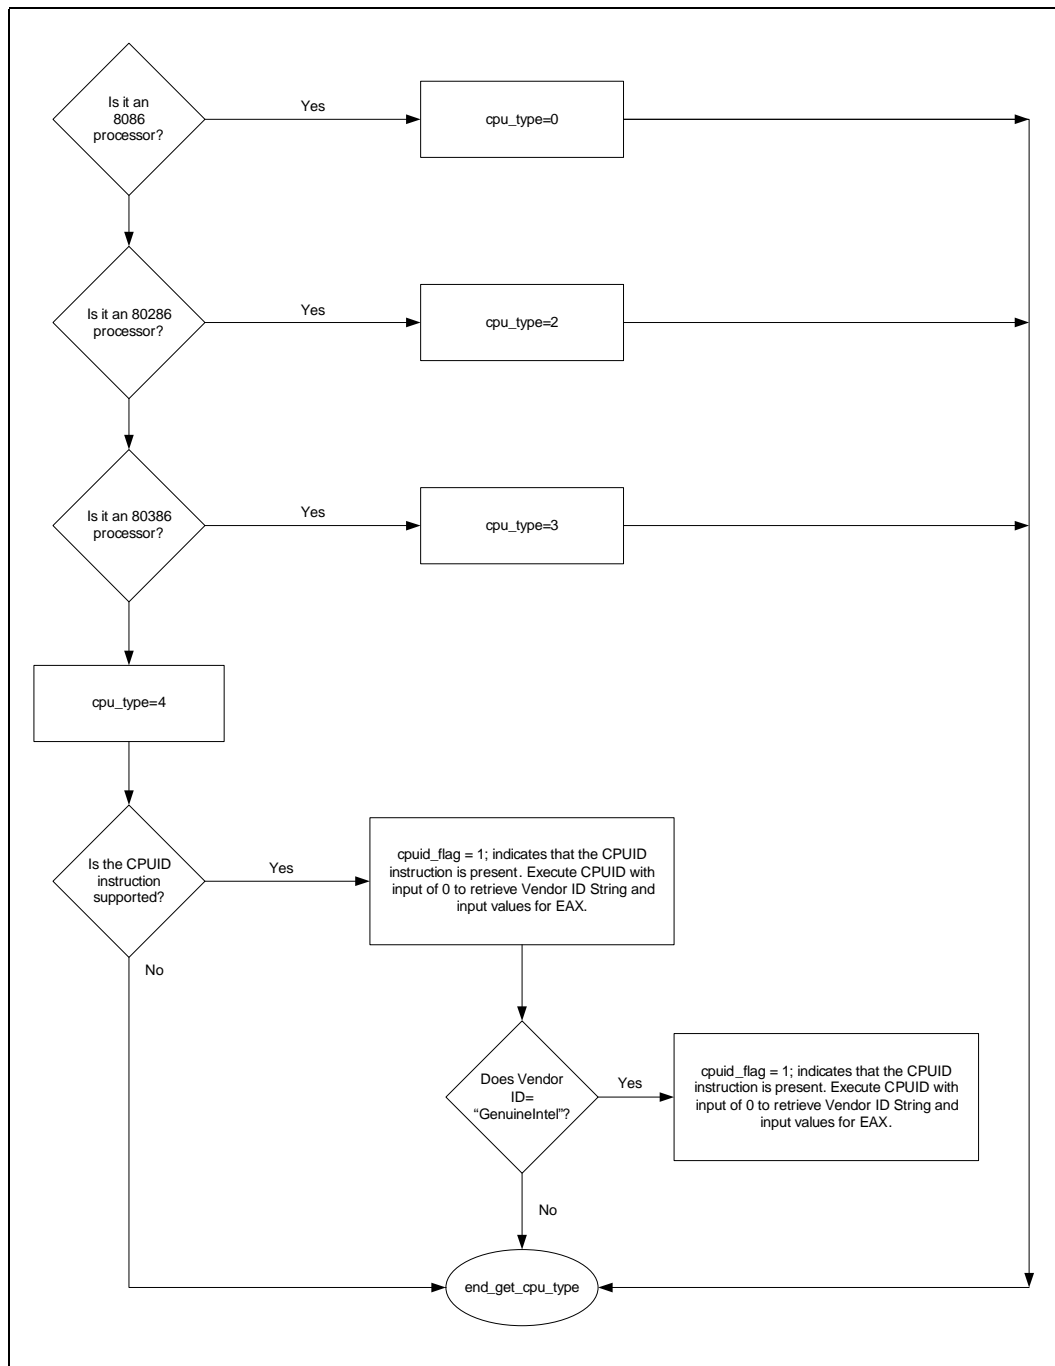 Is it an
8086
processor?
Yes
cpu_type=0
Is it an 80286
processor?
Yes
cpu_type=2
Is it an 80386
processor?
Yes
cpu_type=3
cpu_type=4
Is the CPUID
instruction
supported?
Yes
cpuid_flag = 1; indicates that the CPUID
instruction is present. Execute CPUID with
input of 0 to retrieve Vendor ID String and
input values for EAX.
No
Does Vendor
ID=
“GenuineIntel”?
Yes
cpuid_flag = 1; indicates that the CPUID
instruction is present. Execute CPUID with
input of 0 to retrieve Vendor ID String and
input values for EAX.
No
end_get_cpu_type